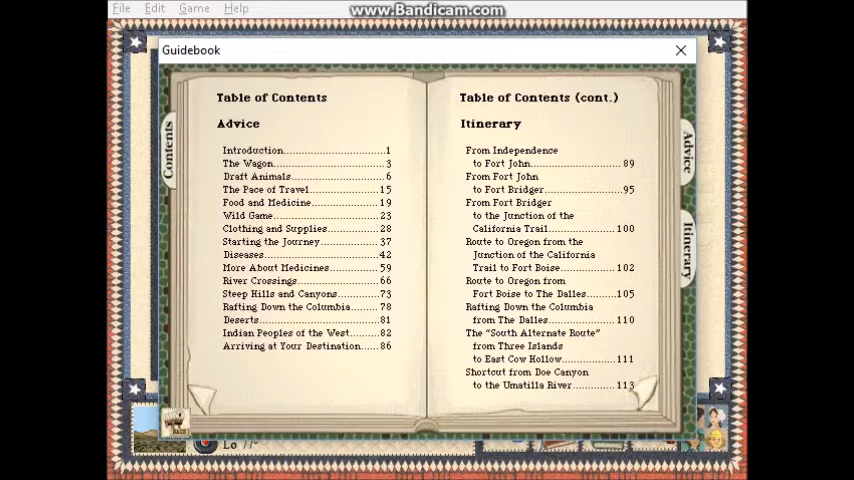 File Edit Game Help
www.Bandicam.com
Guidebook
Contents
Table of Contents
Advice
Introduction..................................1
The Wagon.....................................3
Draft Animals................................6
The Pace of Travel.........................15
Food and Medicine........................19
Wild Game....................................23
Clothing and Supplies....................28
Starting the Journey......................37
Diseases.......................................42
More About Medicines....................59
River Crossings..............................66
Steep Hills and Canyons.................73
Rafting Down the Columbia............78
Deserts.........................................81
Indian Peoples of the West.............82
Arriving at Your Destination...........86
Table of Contents (cont.)
Itinerary
From Independence
to Fort John........................89
From Fort John
to Fort Bridger....................95
From Fort Bridger
to the Junction of the
California Trail..................100
Route to Oregon from the
Junction of the California
Trail to Fort Boise..............102
Route to Oregon from
Fort Boise to The Dalles.......105
Rafting Down the Columbia
from The Dalles..................110
The "South Alternate Route"
from Three Islands
to East Cow Hollow..............111
Shortcut from Doe Canyon
to the Umatilla River...........113
Advice
Itinerary
BACK
Lo 77°